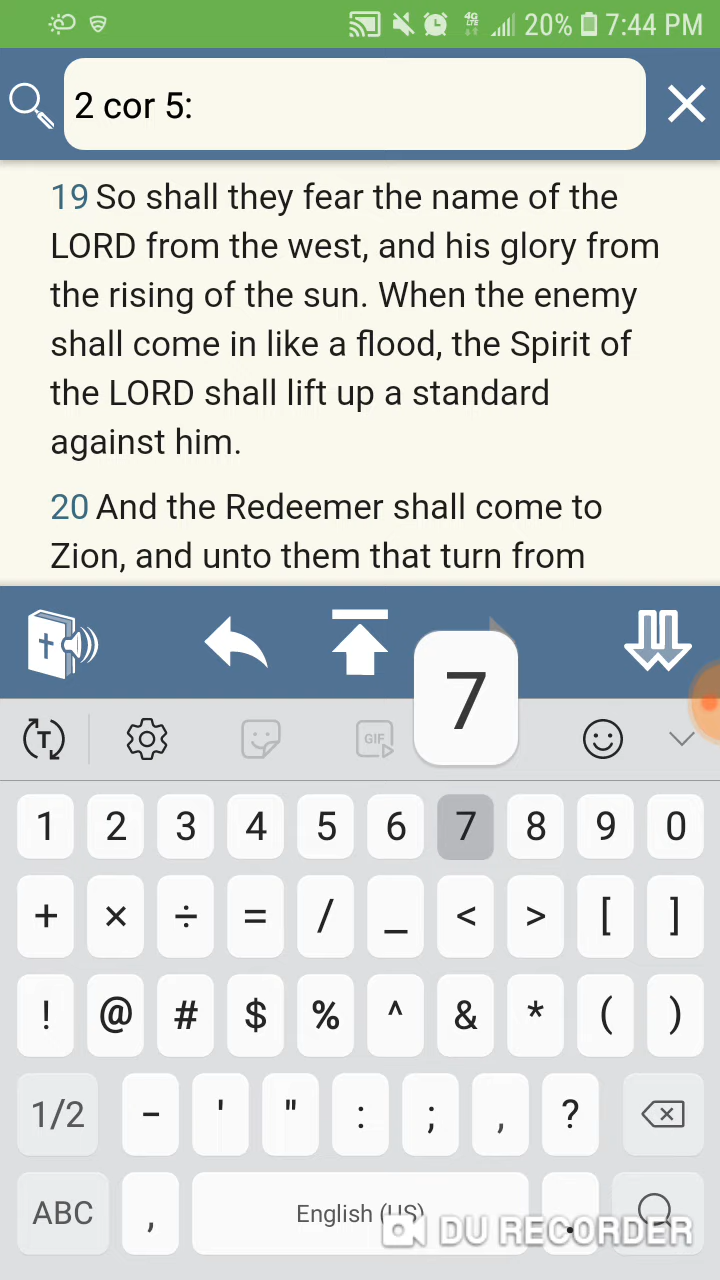 4G
LTE
20%
7:44 PM
2 cor 5:
19 So shall they fear the name of the
LORD from the west, and his glory from
the rising of the sun. When the enemy
shall come in like a flood, the Spirit of
the LORD shall lift up a standard
against him.
20 And the Redeemer shall come to
Zion, and unto them that turn from
7
T
GIF
1 2 3 4 5 6 7 8 9 0
+ × ÷ = / _ < > [ ]
! @ # $ % ^ & * ( )
1/2 - ' " : ; , ?
ABC , English (US) .
DU RECORDER